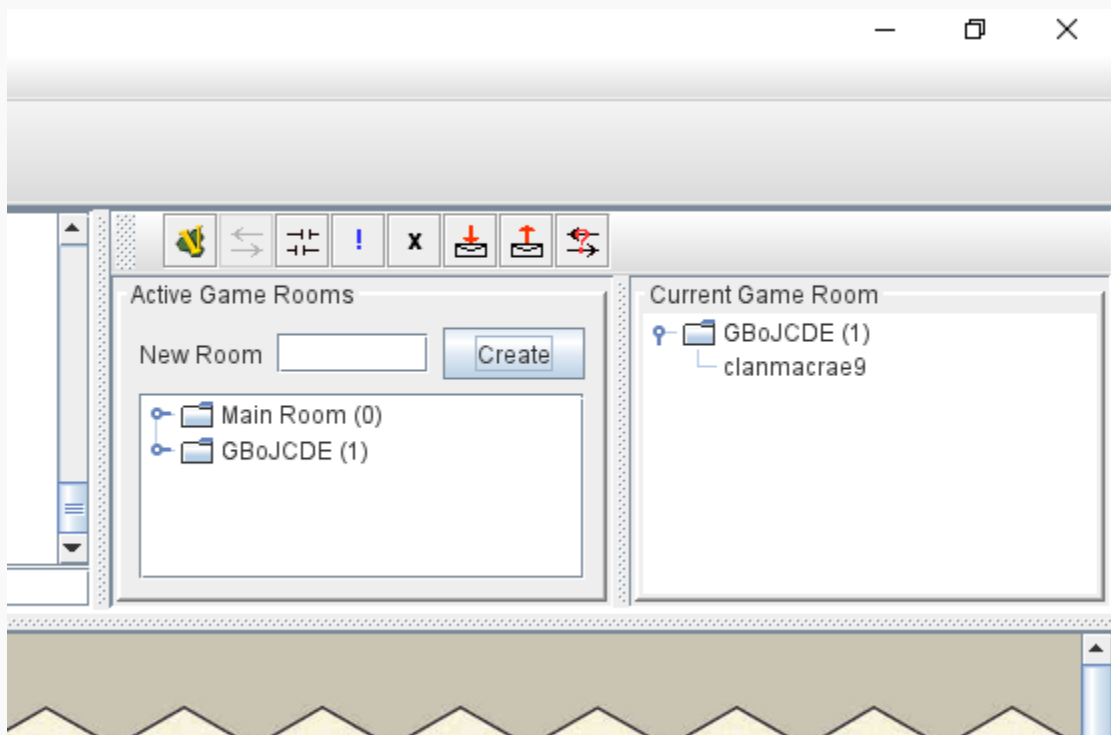 ! x
Active Game Rooms
New Room Create
Main Room (0)
GBoJCDE (1)
Current Game Room
GBoJCDE (1)
clanmacrae9